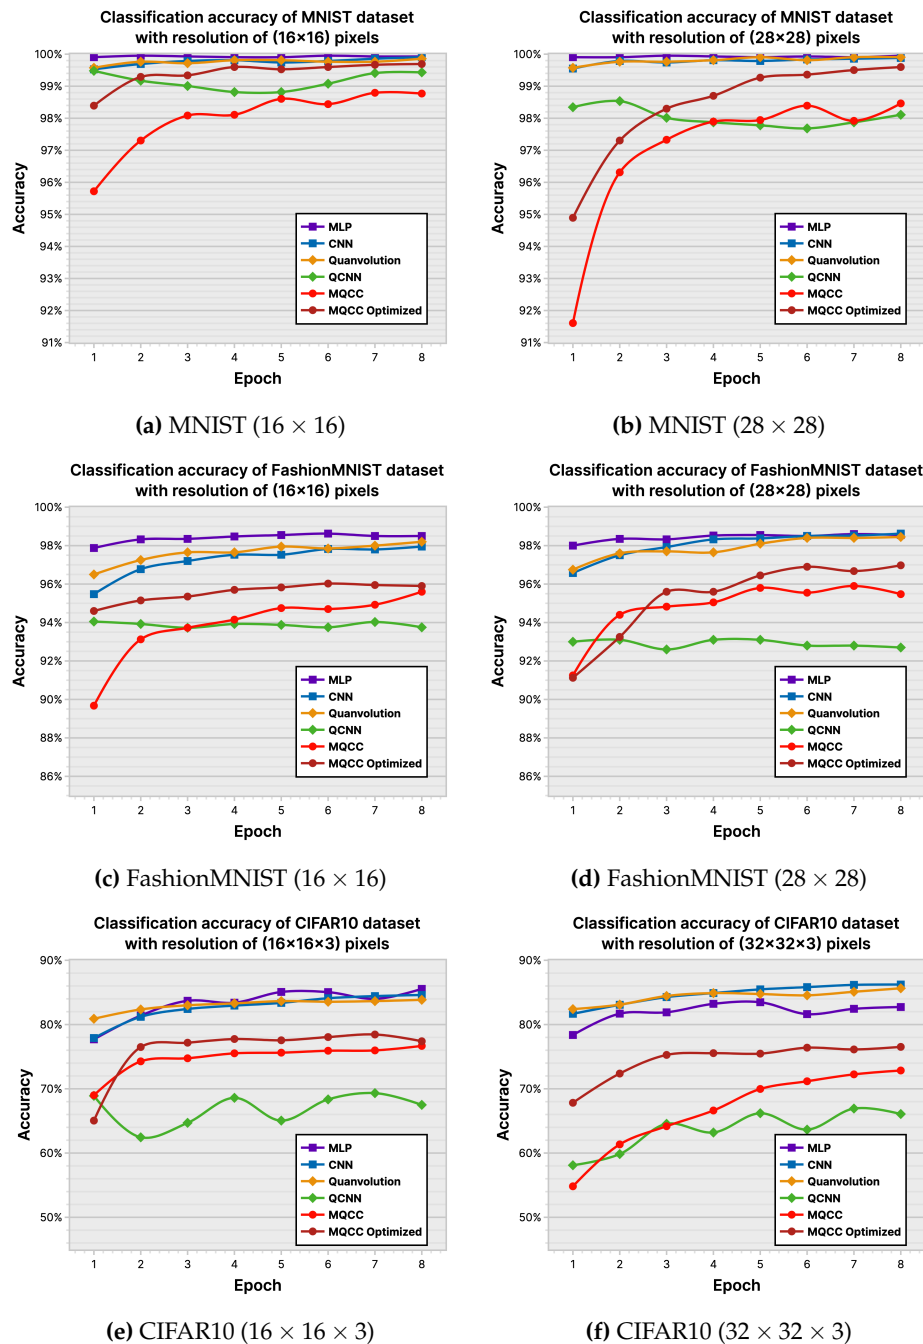 Classification accuracy of MNIST dataset
with resolution of (16×16) pixels
100%
99%
98%
97%
96%
95%
94%
93%
92%
91%
Accuracy
MLP
CNN
Quanvolution
QCNN
MQCC
MQCC Optimized
1 2 3 4 5 6 7 8
Epoch
(a) MNIST (16 × 16)
Classification accuracy of MNIST dataset
with resolution of (28×28) pixels
100%
99%
98%
97%
96%
95%
94%
93%
92%
91%
Accuracy
MLP
CNN
Quanvolution
QCNN
MQCC
MQCC Optimized
1 2 3 4 5 6 7 8
Epoch
(b) MNIST (28 × 28)
Classification accuracy of FashionMNIST dataset
with resolution of (16×16) pixels
100%
98%
96%
94%
92%
90%
88%
86%
Accuracy
MLP
CNN
Quanvolution
QCNN
MQCC
MQCC Optimized
1 2 3 4 5 6 7 8
Epoch
(c) FashionMNIST (16 × 16)
Classification accuracy of FashionMNIST dataset
with resolution of (28×28) pixels
100%
98%
96%
94%
92%
90%
88%
86%
Accuracy
MLP
CNN
Quanvolution
QCNN
MQCC
MQCC Optimized
1 2 3 4 5 6 7 8
Epoch
(d) FashionMNIST (28 × 28)
Classification accuracy of CIFAR10 dataset
with resolution of (16×16×3) pixels
90%
80%
70%
60%
50%
Accuracy
MLP
CNN
Quanvolution
QCNN
MQCC
MQCC Optimized
1 2 3 4 5 6 7 8
Epoch
(e) CIFAR10 (16 × 16 × 3)
Classification accuracy of CIFAR10 dataset
with resolution of (32×32×3) pixels
90%
80%
70%
60%
50%
Accuracy
MLP
CNN
Quanvolution
QCNN
MQCC
MQCC Optimized
1 2 3 4 5 6 7 8
Epoch
(f) CIFAR10 (32 × 32 × 3)